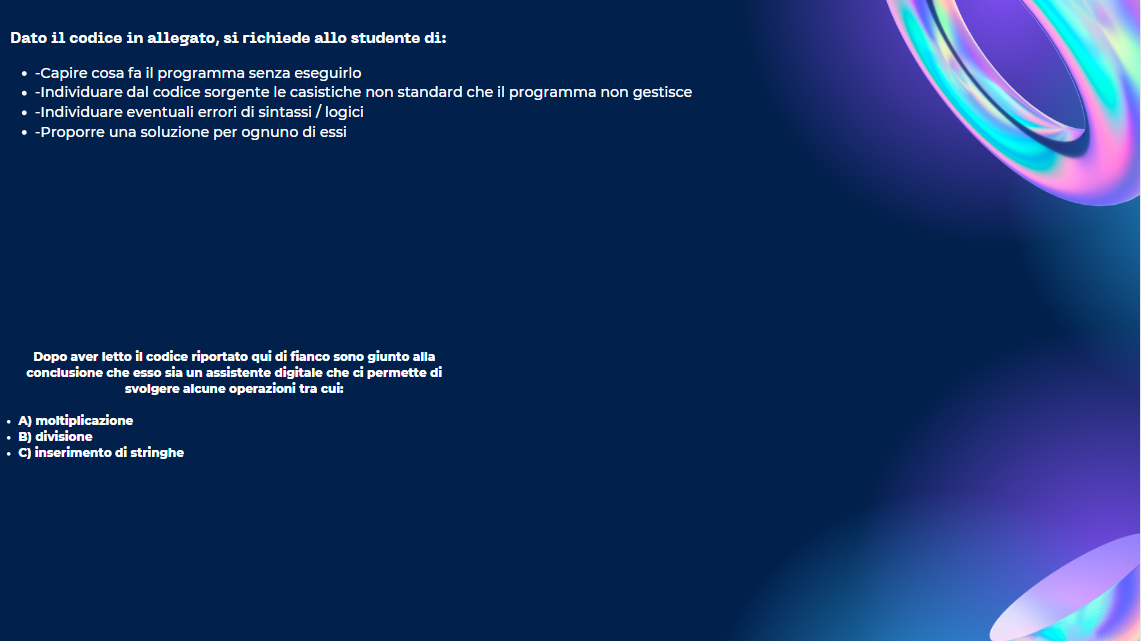 Dato il codice in allegato, si richiede allo studente di:
• -Capire cosa fa il programma senza eseguirlo
• -Individuare dal codice sorgente le casistiche non standard che il programma non gestisce
• -Individuare eventuali errori di sintassi / logici
• -Proporre una soluzione per ognuno di essi
Dopo aver letto il codice riportato qui di fianco sono giunto alla
conclusione che esso sia un assistente digitale che ci permette di
svolgere alcune operazioni tra cui:
• A) moltiplicazione
• B) divisione
• C) inserimento di stringhe